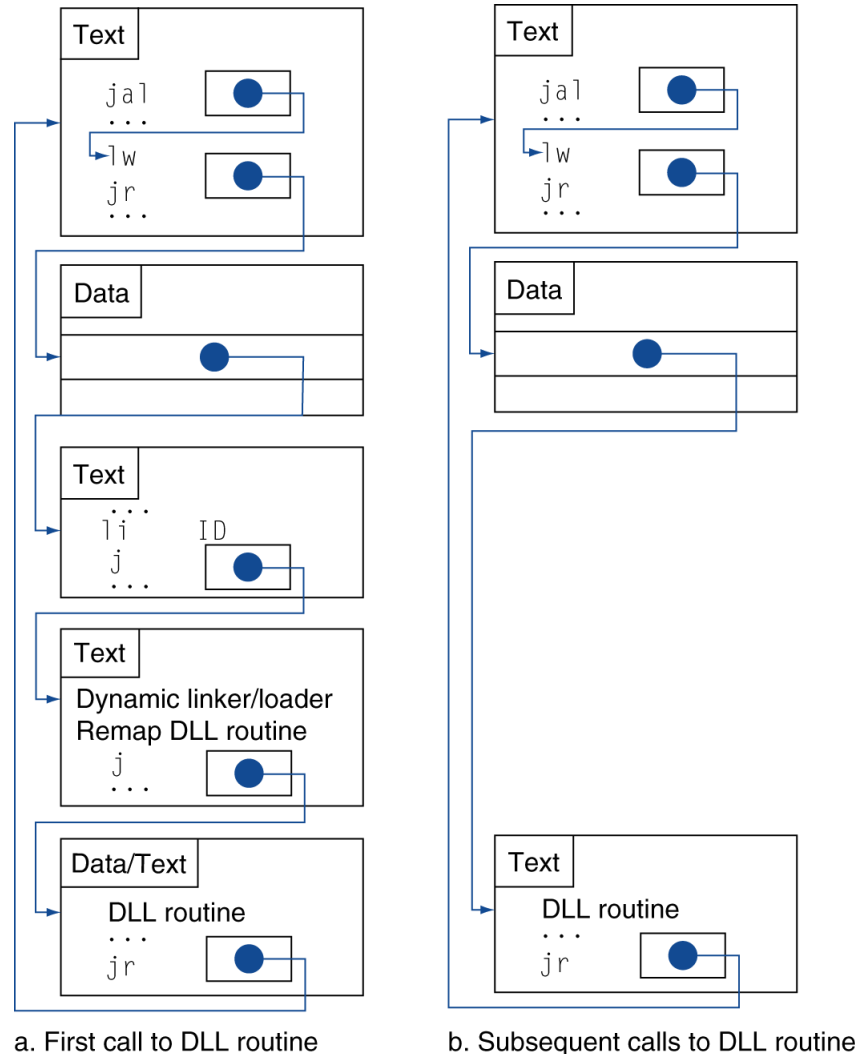 Text
jal
...
lw
jr
...
Data
Text
...
li ID
j
...
Text
Dynamic linker/loader
Remap DLL routine
j
...
Data/Text
DLL routine
...
jr
a. First call to DLL routine
Text
jal
...
lw
jr
...
Data
Text
DLL routine
...
jr
b. Subsequent calls to DLL routine